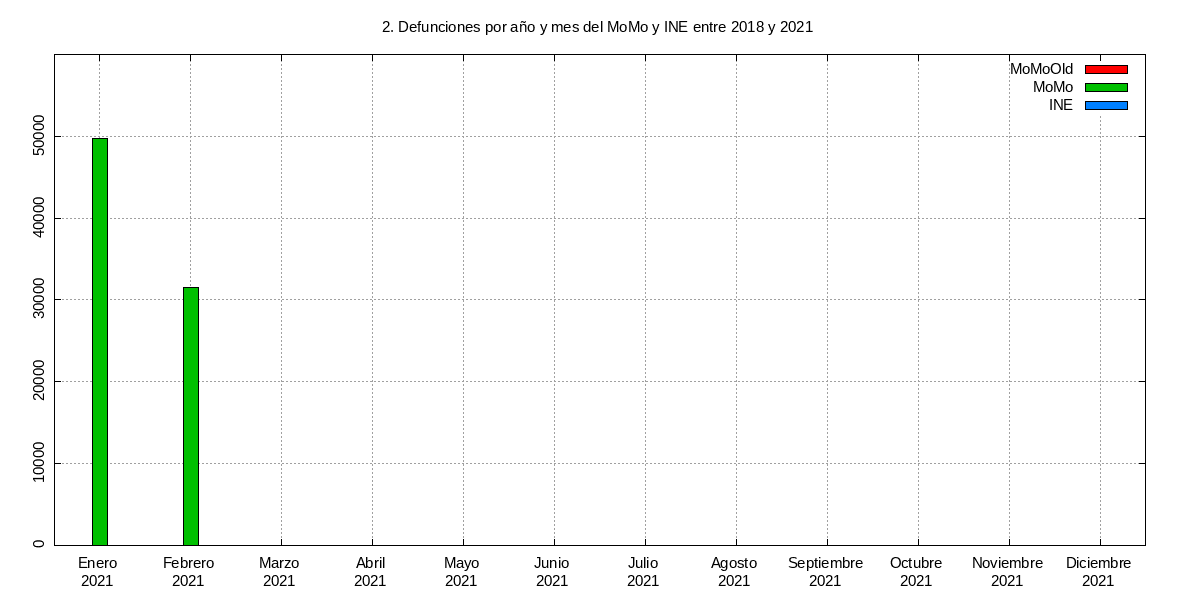 2. Defunciones por año y mes del MoMo y INE entre 2018 y 2021
MoMoOld
MoMo
INE
50000
40000
30000
20000
10000
0
Enero Febrero Marzo Abril Mayo Junio Julio Agosto Septiembre Octubre Noviembre Diciembre
2021 2021 2021 2021 2021 2021 2021 2021 2021 2021 2021 2021